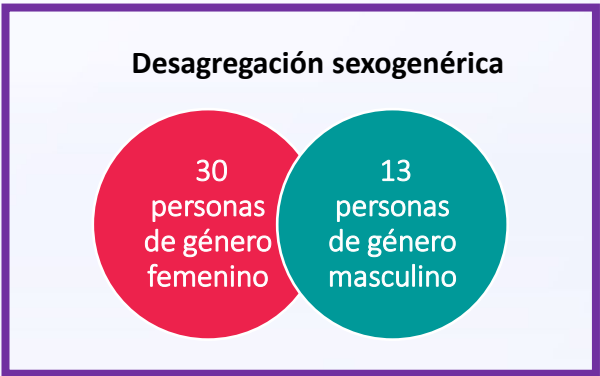 Desagregación sexogenérica
30
personas
de género
femenino
13
personas
de género
masculino